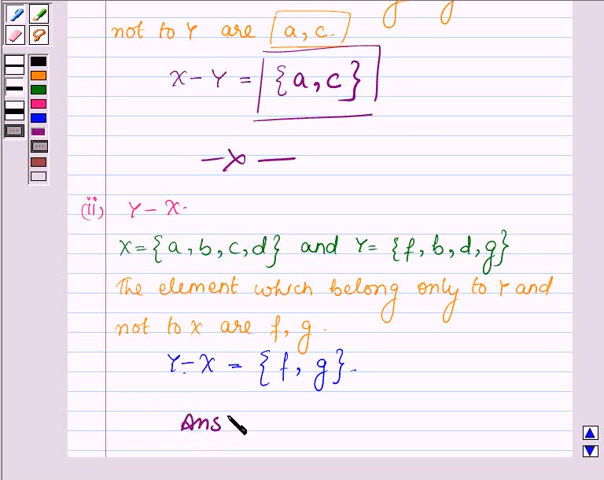 not to Y are a, c.
X - Y = {a, c}
—x—
(ii) Y - X.
X = {a, b, c, d} and Y = {f, b, d, g}
The element which belong only to Y and
not to X are f, g.
Y - X = {f, g}.
Ans